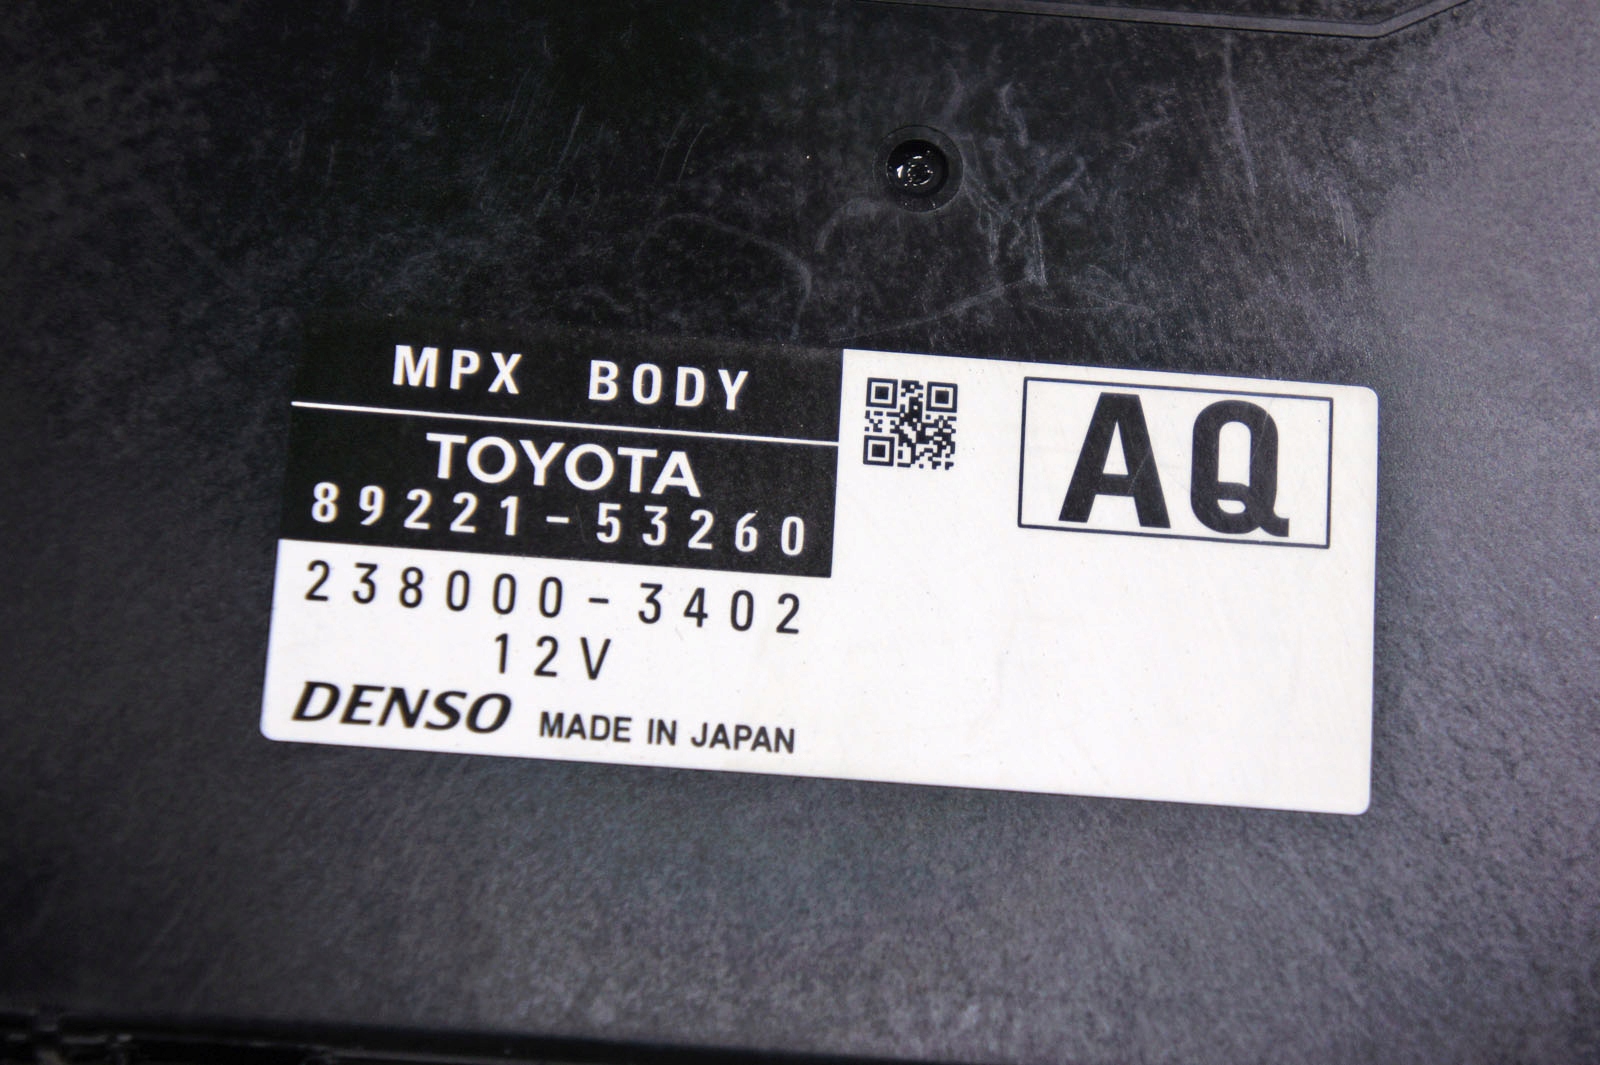 MPX BODY
TOYOTA
89221-53260
238000-3402
12V
DENSO MADE IN JAPAN
AQ